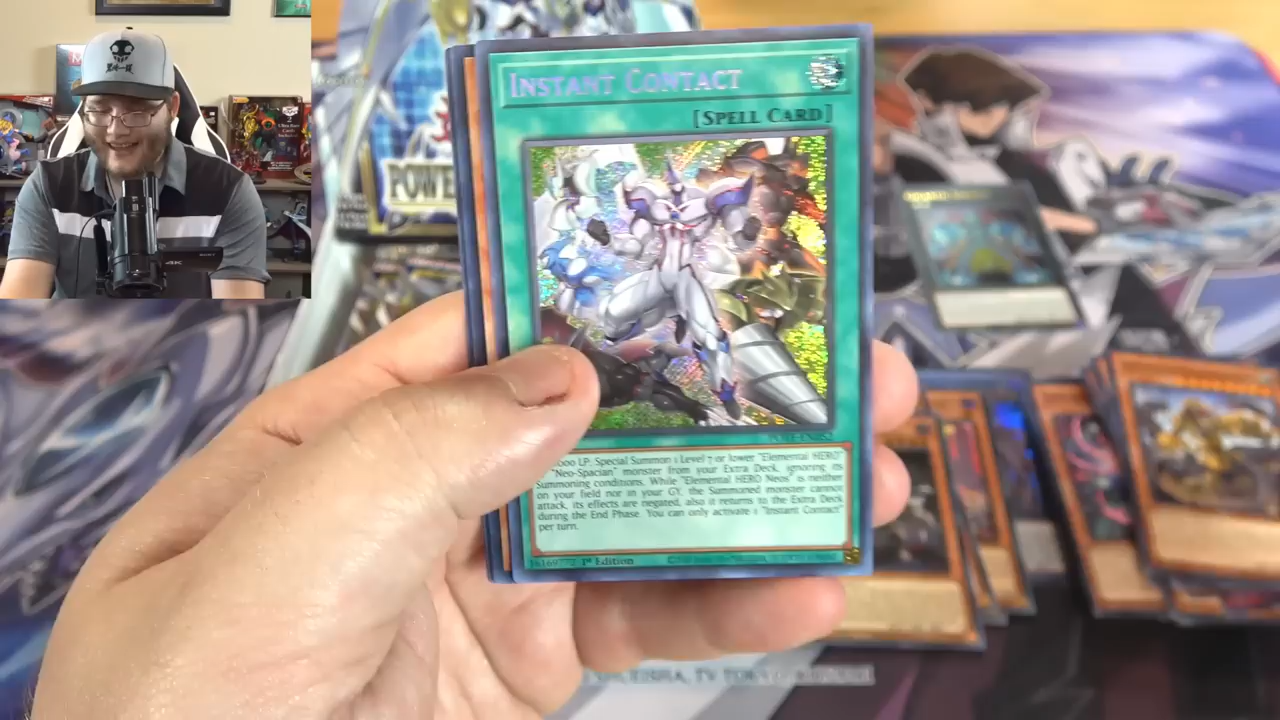 INSTANT CONTACT
[SPELL CARD]
POWE
000 LP; Special Summon 1 Level 7 or lower "Elemental HERO"
"Neo-Spacian" monster from your Extra Deck, ignoring its
Summoning conditions. While "Elemental HERO Neos" is neither
on your field nor in your GY, the Summoned monster cannot
attack, its effects are negated, also it returns to the Extra Deck
during the End Phase. You can only activate 1 "Instant Contact"
per turn.
16169772 1st Edition